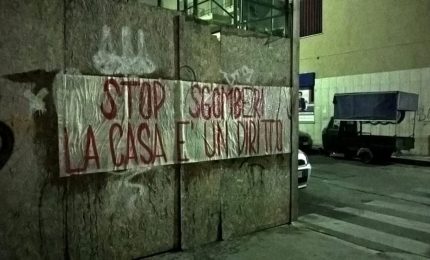 STOP SGOMBERI
LA CASA E' UN DIRITTO